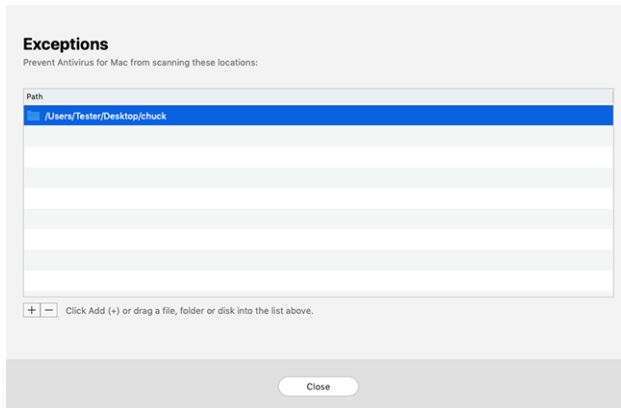 Exceptions
Prevent Antivirus for Mac from scanning these locations:
Path
/Users/Tester/Desktop/chuck
+ − Click Add (+) or drag a file, folder or disk into the list above.
Close